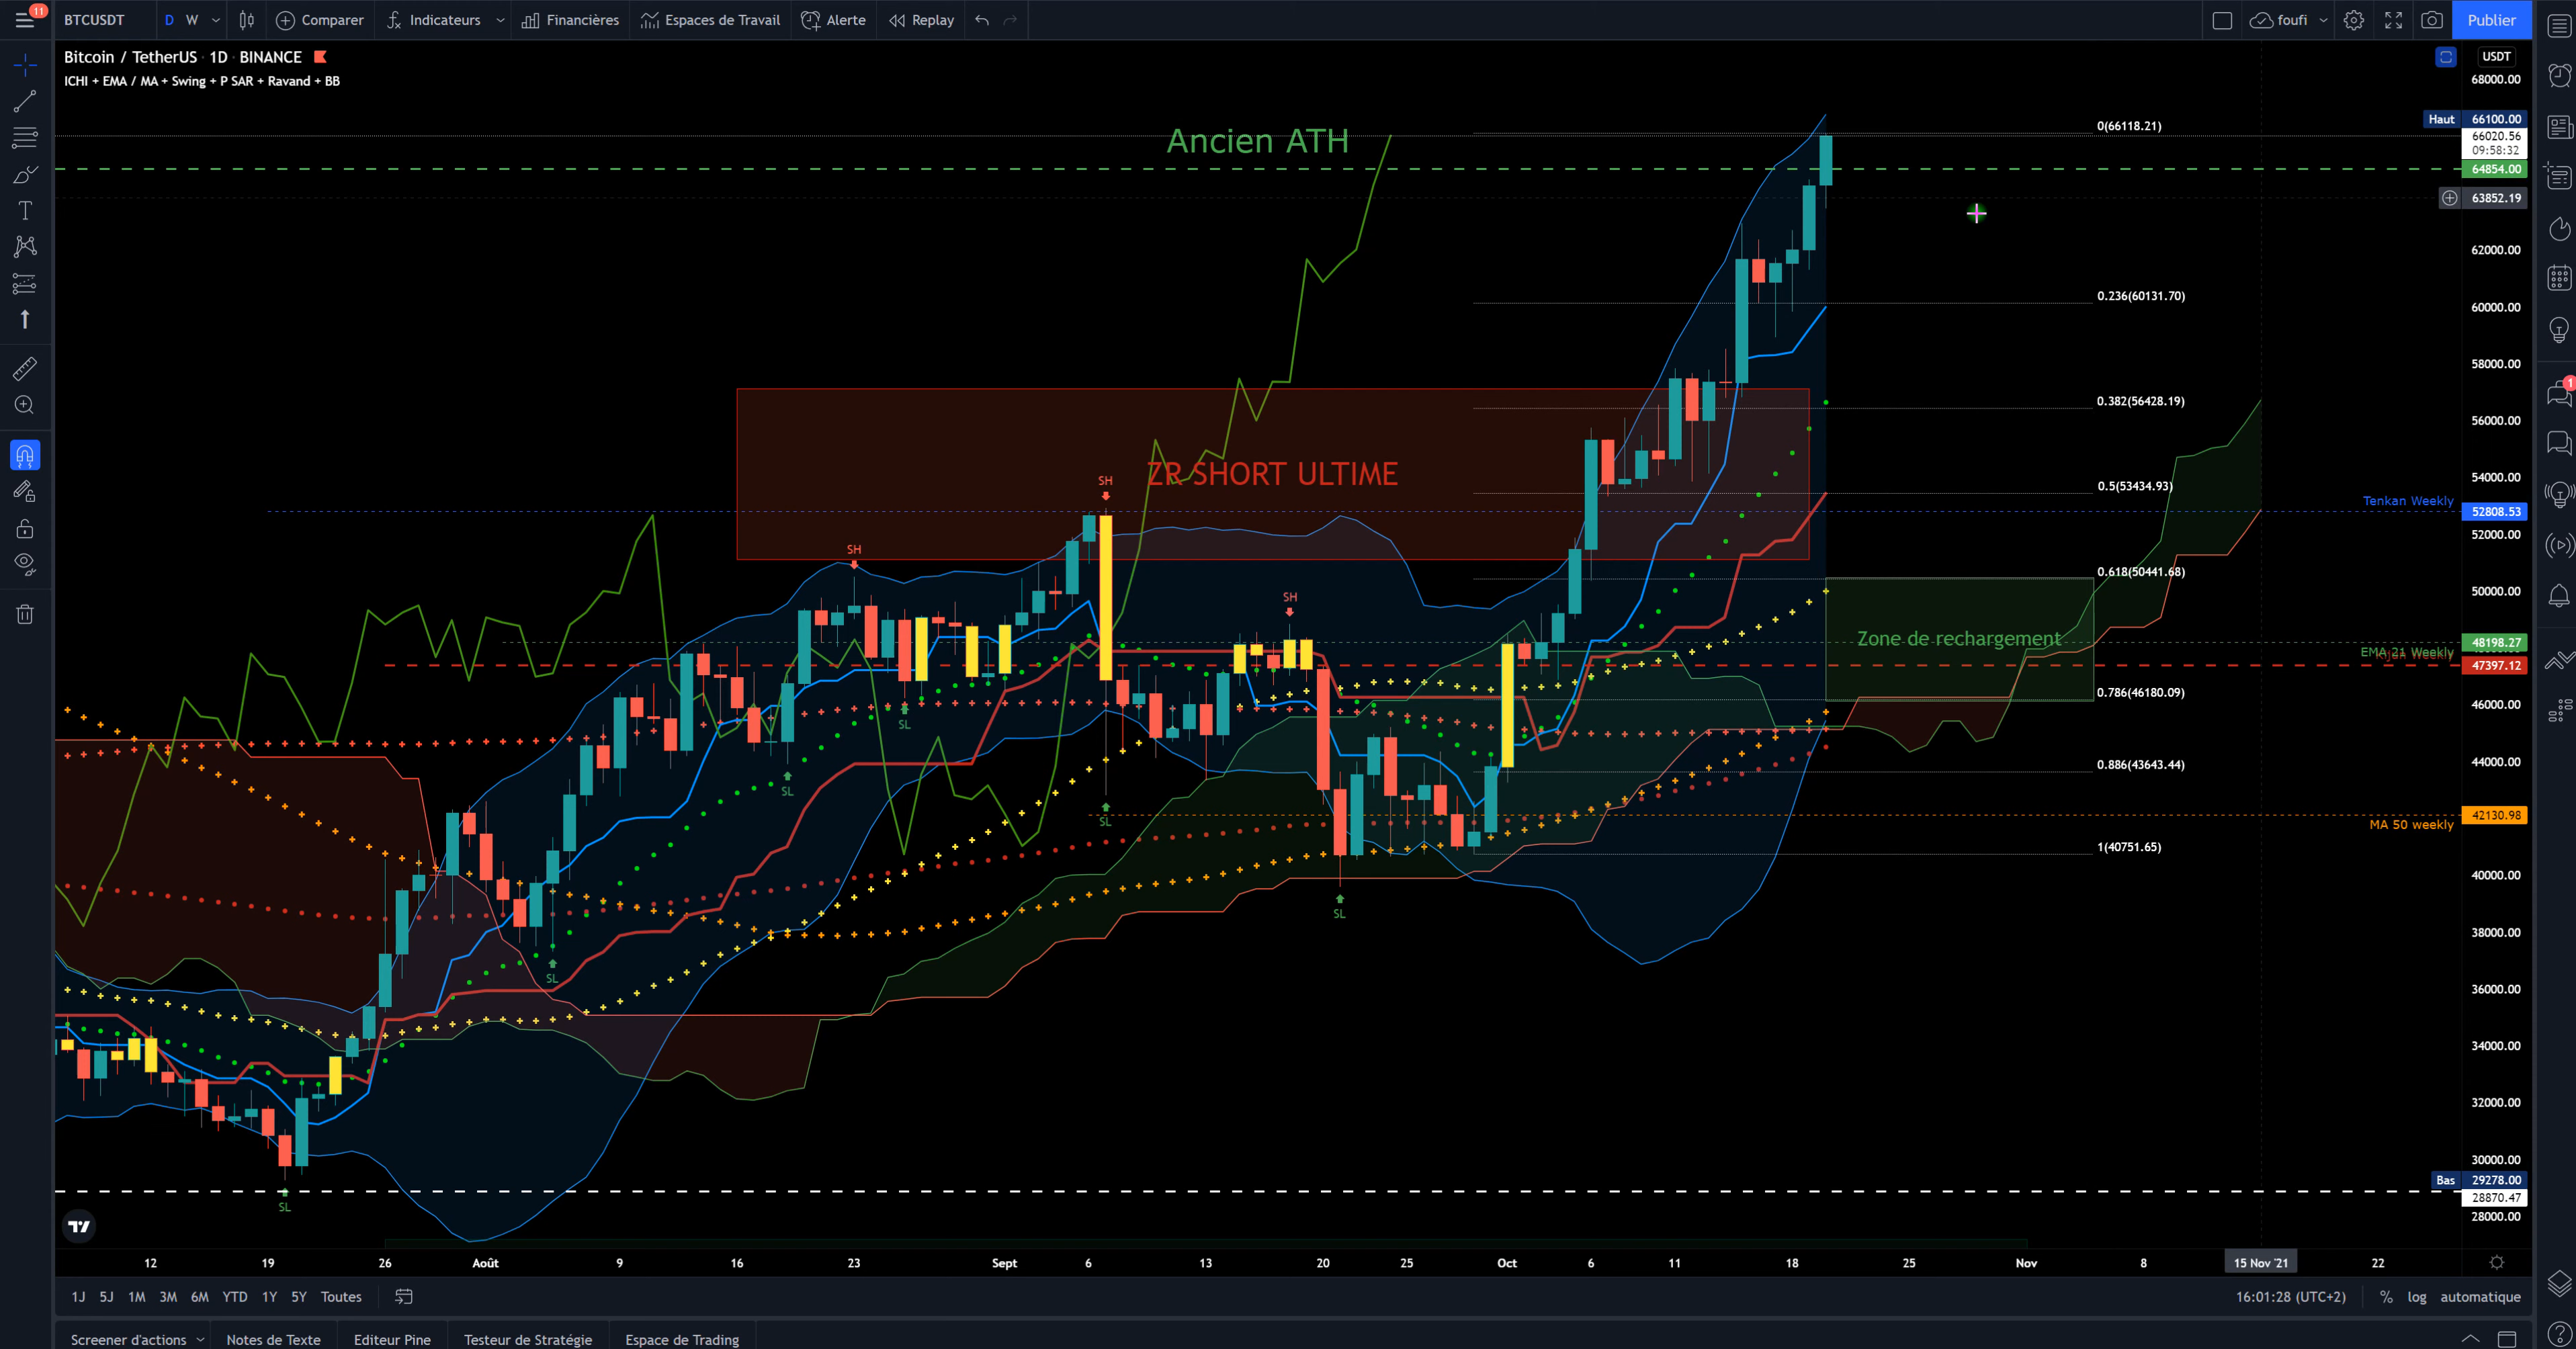 11
BTCUSDT
D W
Comparer
Indicateurs
Financières
Espaces de Travail
Alerte
Replay
foufi
Publier
Bitcoin / TetherUS · 1D · BINANCE
ICHI + EMA / MA + Swing + P SAR + Ravand + BB
USDT
68000.00
Haut 66100.00
66020.56
09:58:32
64854.00
63852.19
62000.00
60000.00
58000.00
56000.00
54000.00
Tenkan Weekly 52808.53
52000.00
50000.00
48198.27
EMA 21 Weekly
47397.12
46000.00
44000.00
42130.98
MA 50 weekly
40000.00
38000.00
36000.00
34000.00
32000.00
30000.00
Bas 29278.00
28870.47
28000.00
Ancien ATH
ZR SHORT ULTIME
Zone de rechargement
0(66118.21)
0.236(60131.70)
0.382(56428.19)
0.5(53434.93)
0.618(50441.68)
0.786(46180.09)
0.886(43643.44)
1(40751.65)
SH
SH
SH
SL
SL
SL
SL
SL
SL
1
12 19 26 Août 9 16 23 Sept 6 13 20 25 Oct 6 11 18 25 Nov 8 15 Nov '21 22
1J 5J 1M 3M 6M YTD 1Y 5Y Toutes
16:01:28 (UTC+2) % log automatique
Screener d'actions
Notes de Texte
Editeur Pine
Testeur de Stratégie
Espace de Trading